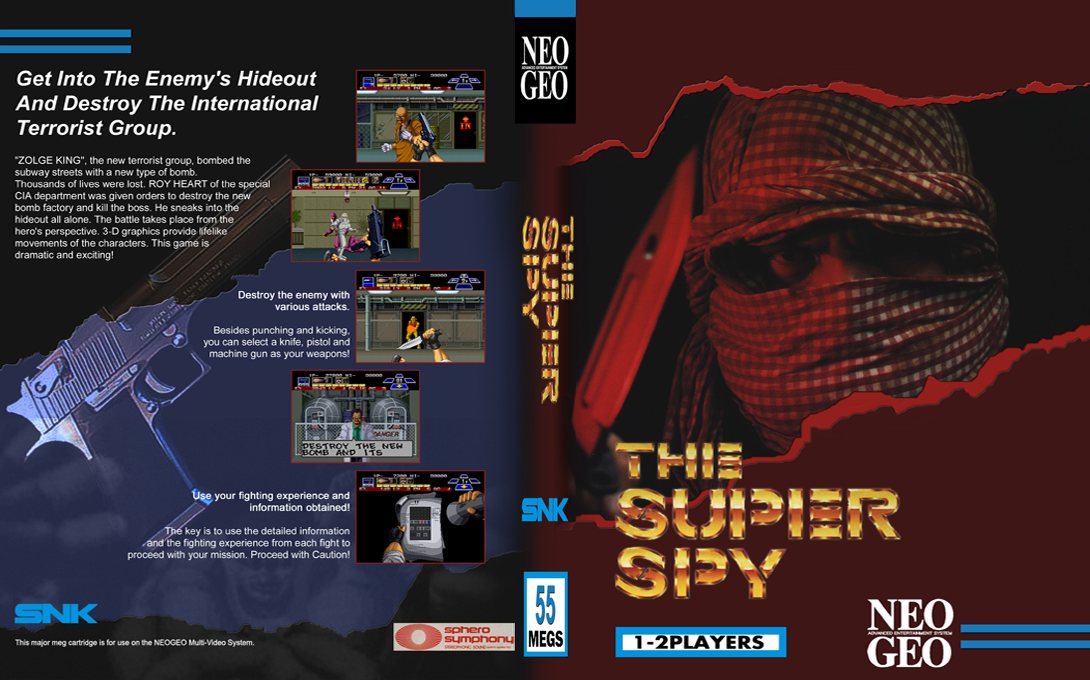 Get Into The Enemy's Hideout
And Destroy The International
Terrorist Group.
"ZOLGE KING", the new terrorist group, bombed the
subway streets with a new type of bomb.
Thousands of lives were lost. ROY HEART of the special
CIA department was given orders to destroy the new
bomb factory and kill the boss. He sneaks into the
hideout all alone. The battle takes place from the
hero's perspective. 3-D graphics provide lifelike
movements of the characters. This game is
dramatic and exciting!
Destroy the enemy with
various attacks.
Besides punching and kicking,
you can select a knife, pistol and
machine gun as your weapons!
DANGER
DESTROY THE NEW
BOMB AND ITS
Use your fighting experience and
information obtained!
The key is to use the detailed information
and the fighting experience from each fight to
proceed with your mission. Proceed with Caution!
SNK
This major meg cartridge is for use on the NEOGEO Multi-Video System.
sphero
symphony
NEO
ADVANCED ENTERTAINMENT SYSTEM
GEO
THE
SUPER
SPY
SNK
55
MEGS
THE
SUPER
SPY
1-2PLAYERS
NEO
ADVANCED ENTERTAINMENT SYSTEM
GEO